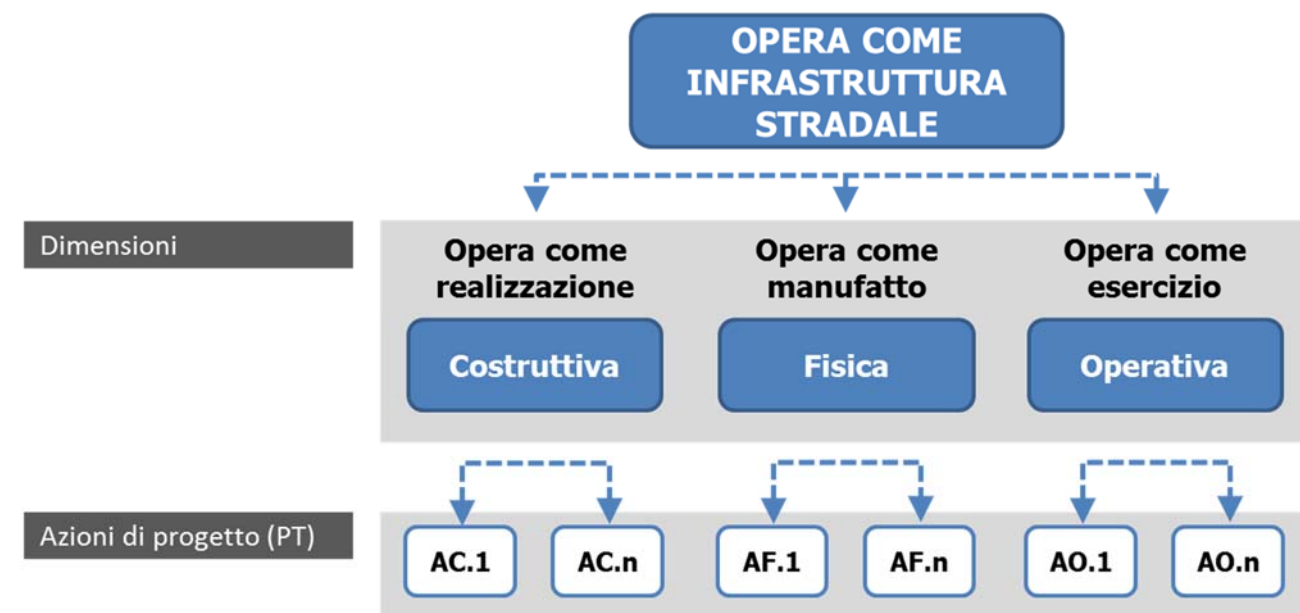 OPERA COME
INFRASTRUTTURA
STRADALE
Dimensioni
Opera come
realizzazione
Opera come
manufatto
Opera come
esercizio
Costruttiva
Fisica
Operativa
Azioni di progetto (PT)
AC.1
AC.n
AF.1
AF.n
AO.1
AO.n